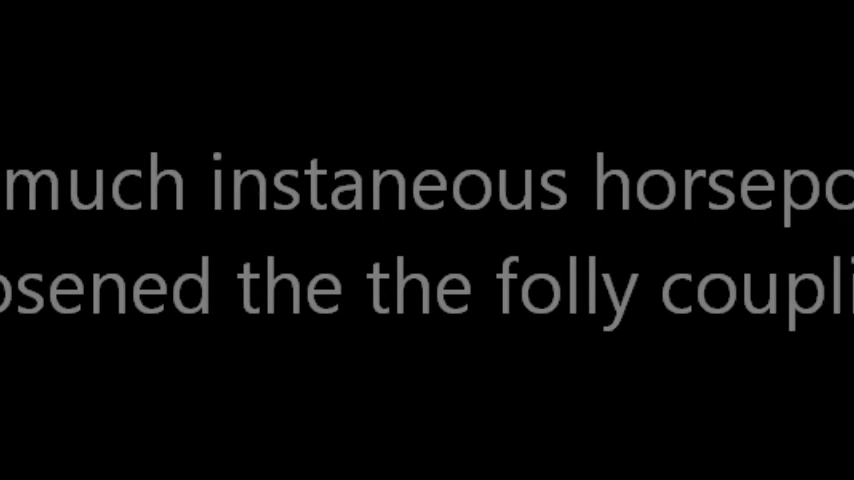 much instaneous horsepo
osened the the folly coupli